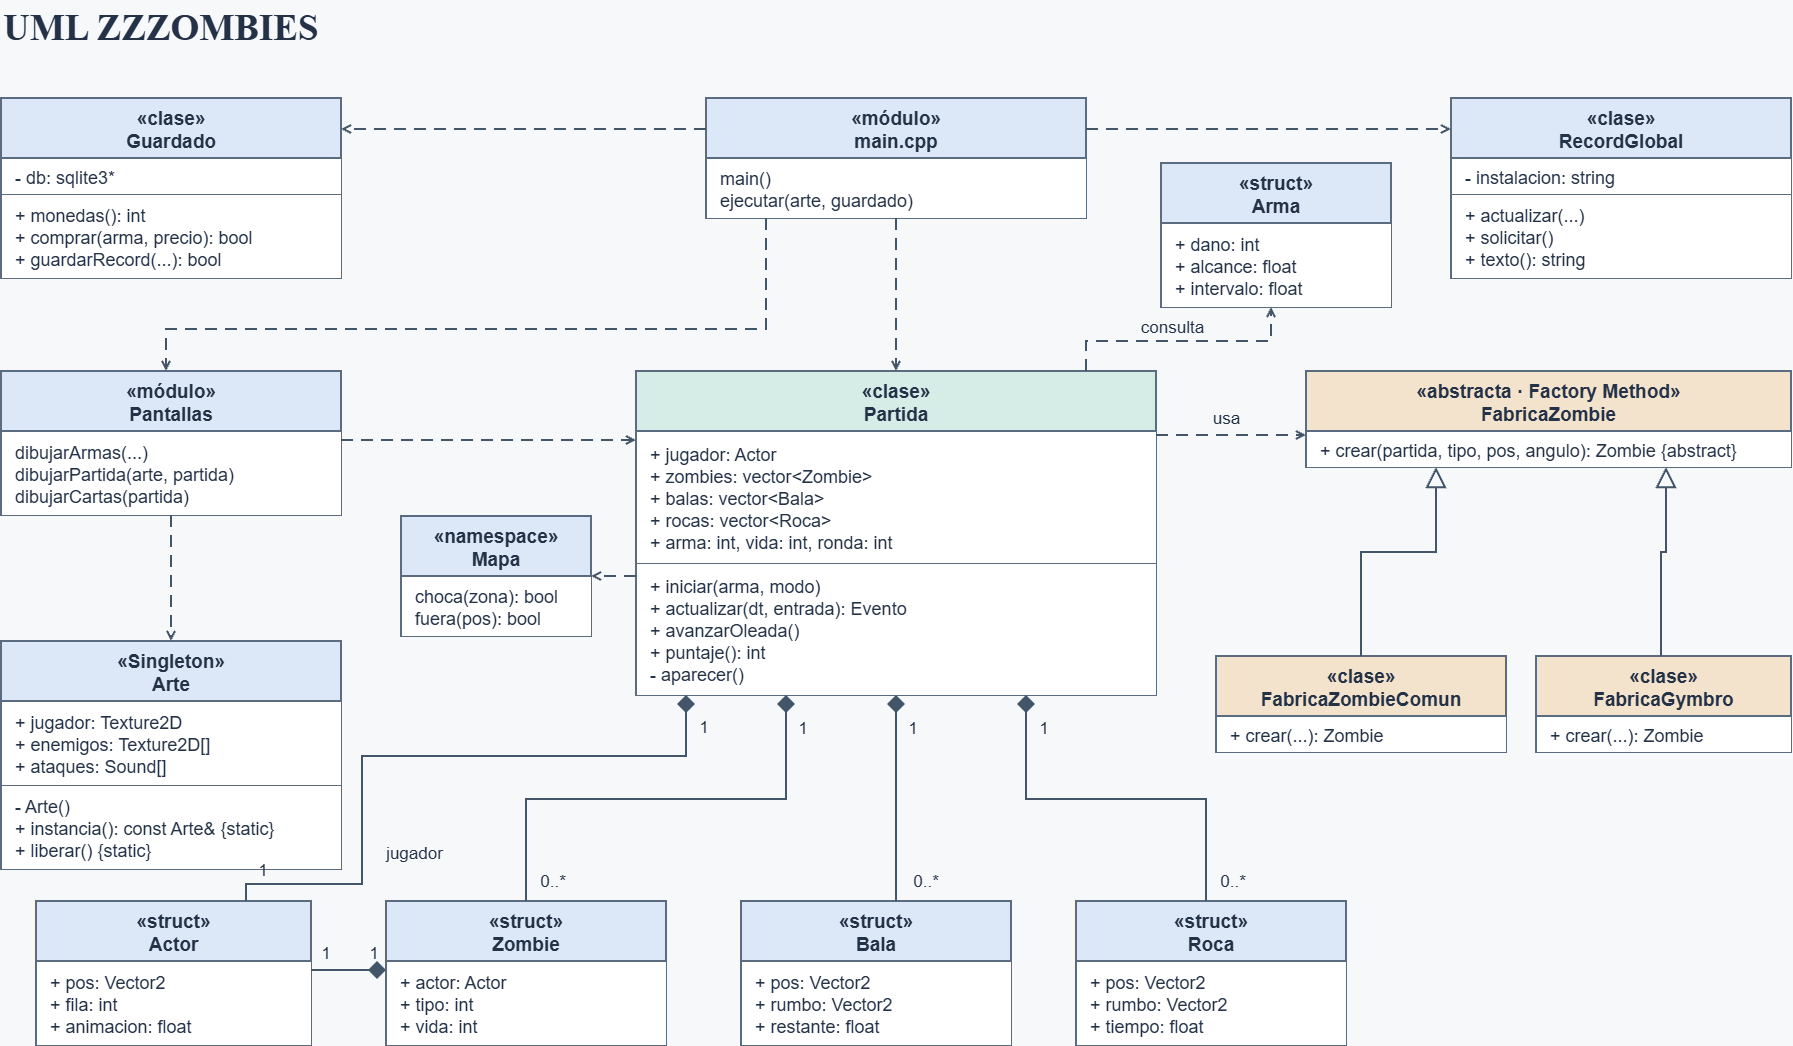 UML ZZZOMBIES
«clase»
Guardado
- db: sqlite3*
+ monedas(): int
+ comprar(arma, precio): bool
+ guardarRecord(...): bool
«módulo»
main.cpp
main()
ejecutar(arte, guardado)
«struct»
Arma
+ dano: int
+ alcance: float
+ intervalo: float
«clase»
RecordGlobal
- instalacion: string
+ actualizar(...)
+ solicitar()
+ texto(): string
consulta
«módulo»
Pantallas
dibujarArmas(...)
dibujarPartida(arte, partida)
dibujarCartas(partida)
«namespace»
Mapa
choca(zona): bool
fuera(pos): bool
«clase»
Partida
+ jugador: Actor
+ zombies: vector<Zombie>
+ balas: vector<Bala>
+ rocas: vector<Roca>
+ arma: int, vida: int, ronda: int
+ iniciar(arma, modo)
+ actualizar(dt, entrada): Evento
+ avanzarOleada()
+ puntaje(): int
- aparecer()
usa
«abstracta · Factory Method»
FabricaZombie
+ crear(partida, tipo, pos, angulo): Zombie {abstract}
«clase»
FabricaZombieComun
+ crear(...): Zombie
«clase»
FabricaGymbro
+ crear(...): Zombie
«Singleton»
Arte
+ jugador: Texture2D
+ enemigos: Texture2D[]
+ ataques: Sound[]
- Arte()
+ instancia(): const Arte& {static}
+ liberar() {static}
1
1
1
1
1
jugador
0..*
0..*
0..*
«struct»
Actor
+ pos: Vector2
+ fila: int
+ animacion: float
1
1
«struct»
Zombie
+ actor: Actor
+ tipo: int
+ vida: int
«struct»
Bala
+ pos: Vector2
+ rumbo: Vector2
+ restante: float
«struct»
Roca
+ pos: Vector2
+ rumbo: Vector2
+ tiempo: float